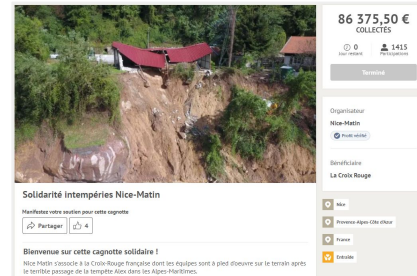 86 375,50 €
COLLECTÉS
0
Jour restant
1415
Participations
Terminé
Organisateur
Nice-Matin
Profil vérifié
Bénéficiaire
La Croix Rouge
Nice
Provence-Alpes-Côte d'Azur
France
Entraide
Solidarité intempéries Nice-Matin
Manifestez votre soutien pour cette cagnotte
Partager
4
Bienvenue sur cette cagnotte solidaire !
Nice Matin s'associe à la Croix-Rouge française dont les équipes sont à pied d'oeuvre sur le terrain après
le terrible passage de la tempête Alex dans les Alpes-Maritimes.